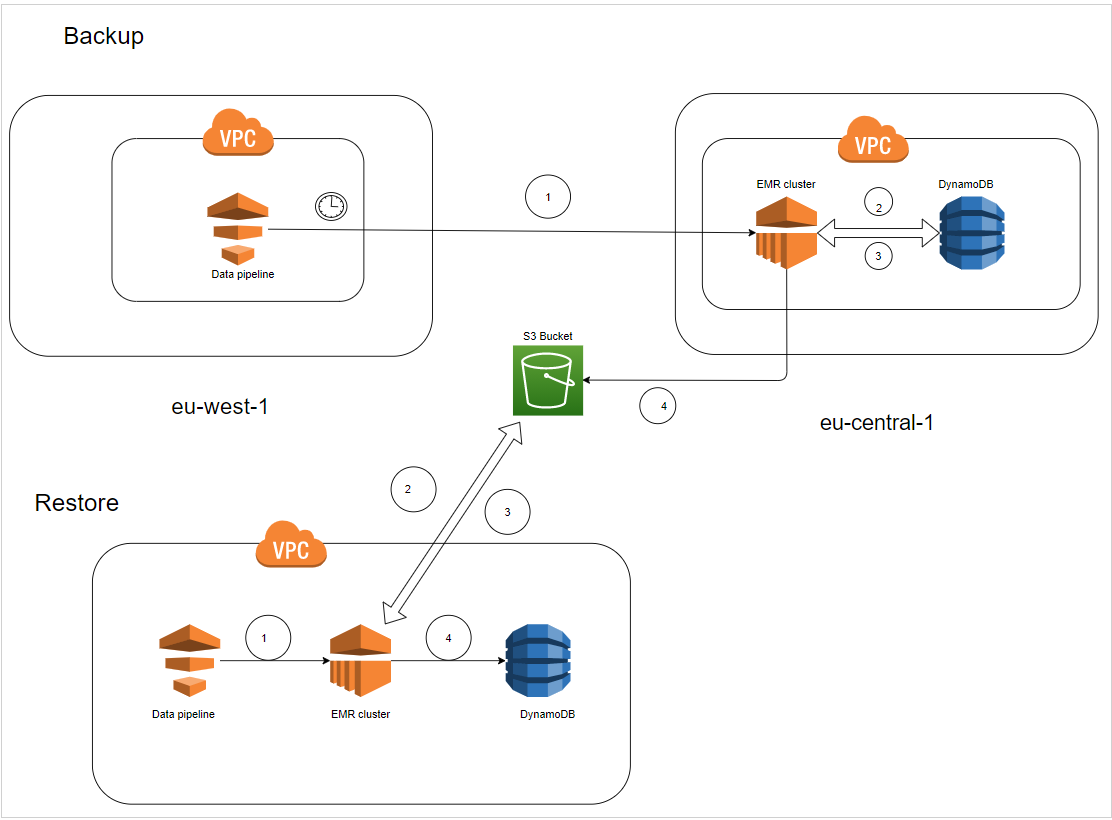 Backup
VPC
VPC
EMR cluster
DynamoDB
1
2
3
Data pipeline
S3 Bucket
4
eu-west-1
eu-central-1
Restore
2
3
VPC
1
4
Data pipeline
EMR cluster
DynamoDB